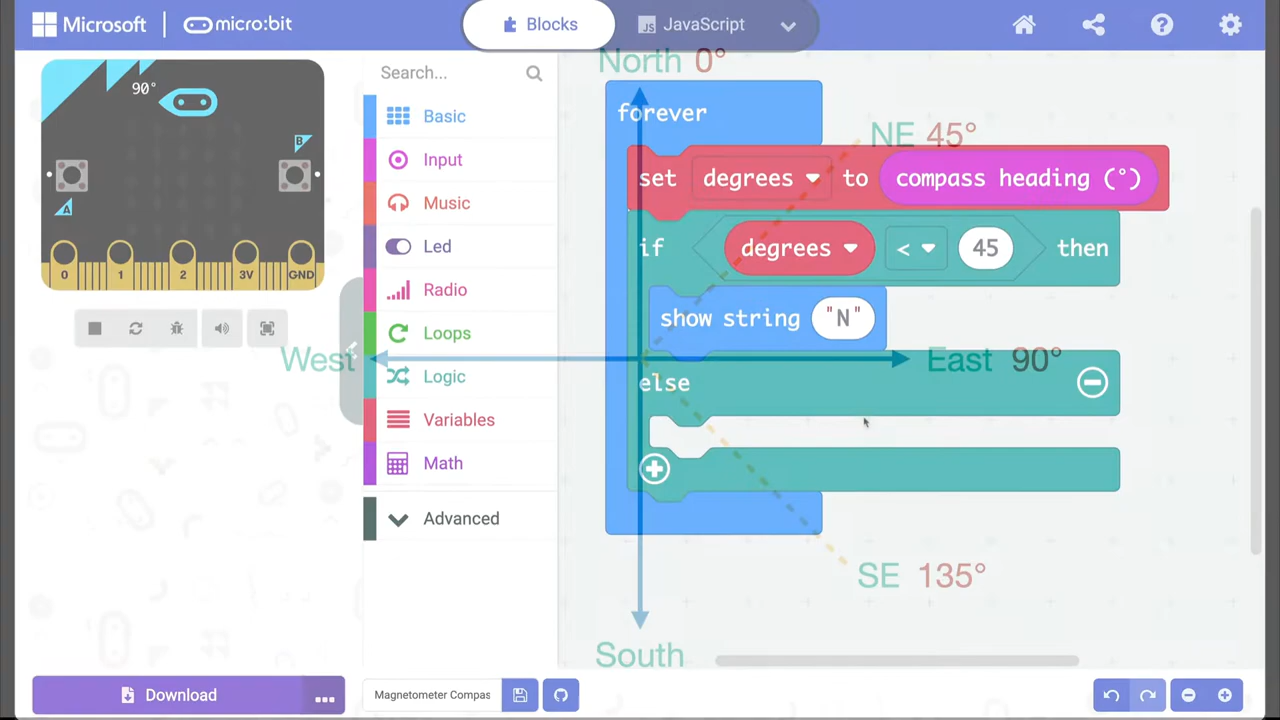 Microsoft
micro:bit
Blocks
JavaScript
JS
90°
B
A
0
1
2
3V
GND
Search...
Basic
Input
Music
Led
Radio
Loops
Logic
Variables
Math
Advanced
North 0°
NE 45°
West
East 90°
SE 135°
South
forever
set degrees to compass heading (°)
if degrees < 45 then
show string "N"
else
Download
...
Magnetometer Compas